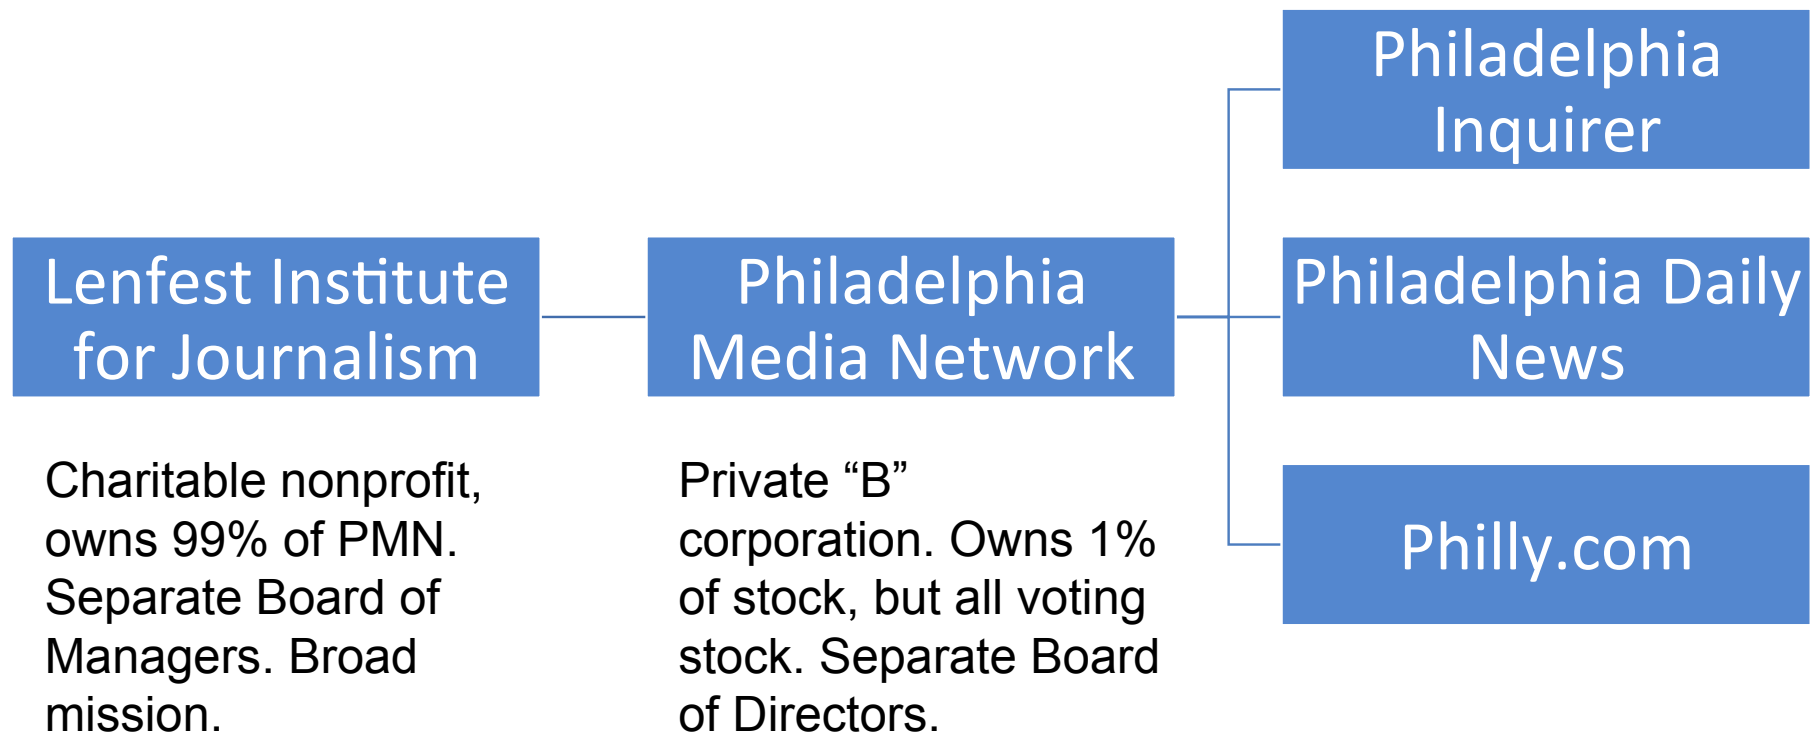 Philadelphia
Inquirer
Lenfest Institute
for Journalism
Philadelphia
Media Network
Philadelphia Daily
News
Charitable nonprofit,
owns 99% of PMN.
Separate Board of
Managers. Broad
mission.
Private “B”
corporation. Owns 1%
of stock, but all voting
stock. Separate Board
of Directors.
Philly.com